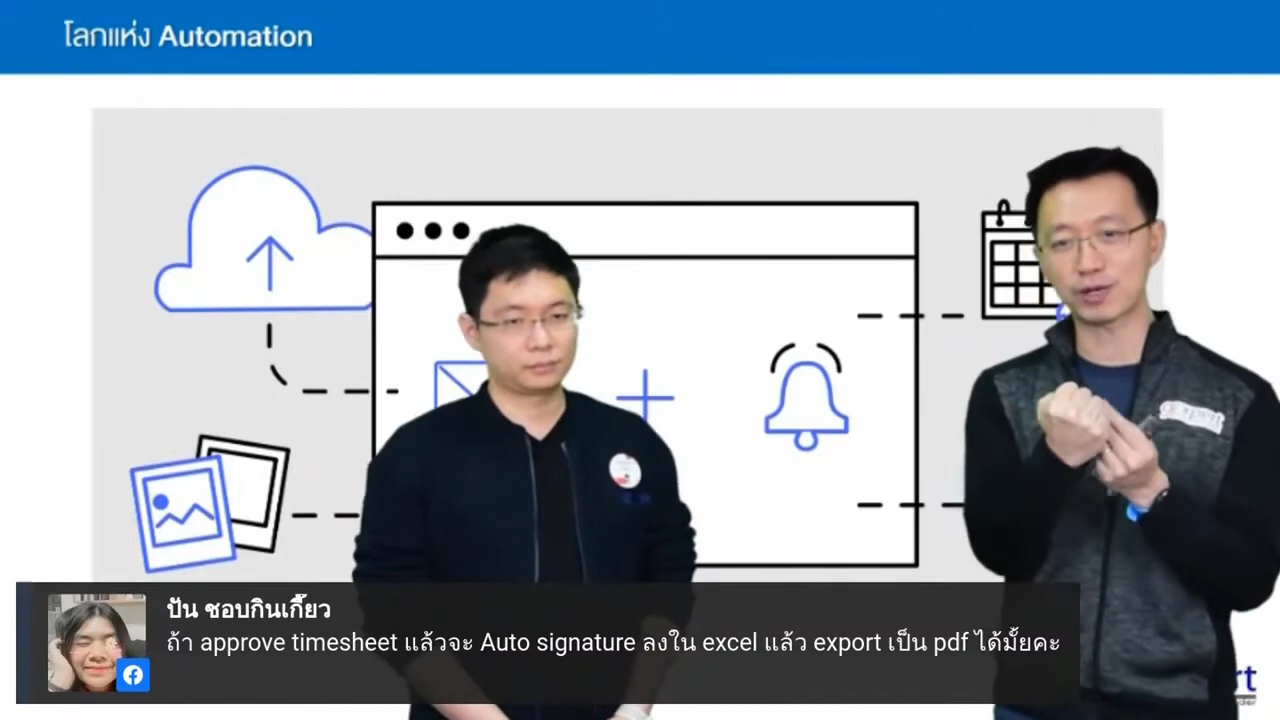 โลกแห่ง Automation
ปัน ชอบกินเกี๊ยว
ถ้า approve timesheet แล้วจะ Auto signature ลงใน excel แล้ว export เป็น pdf ได้มั้ยคะ